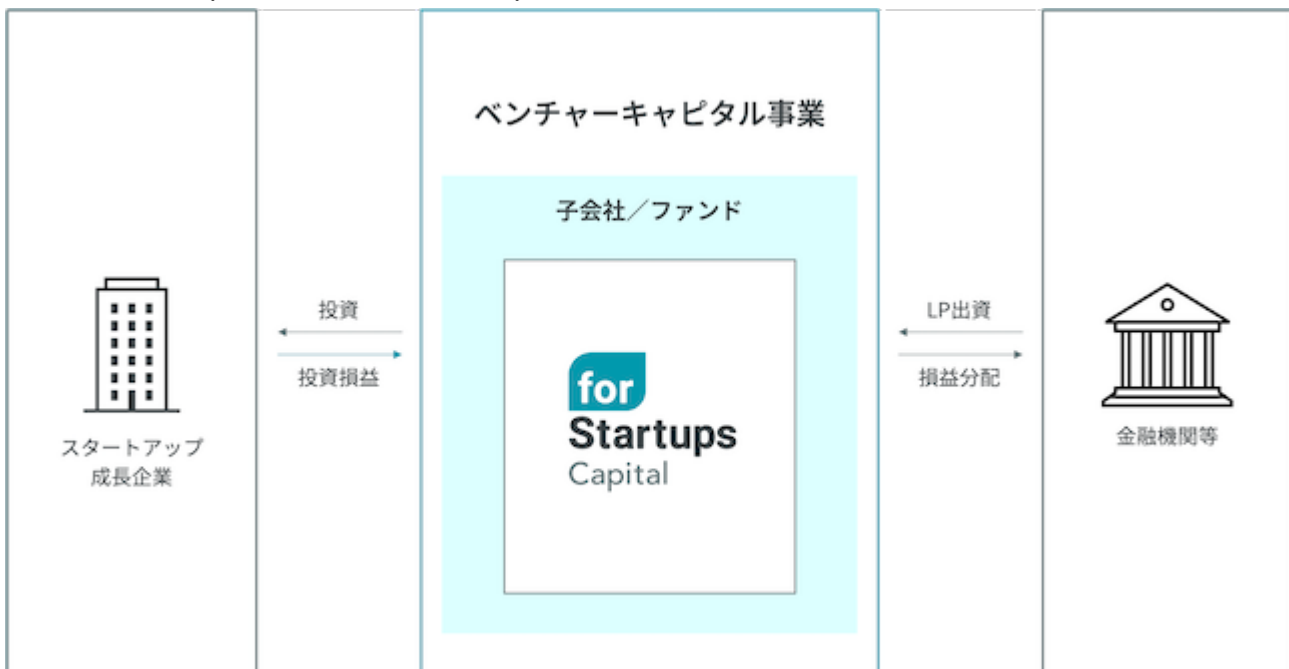 ベンチャーキャピタル事業
子会社／ファンド
for
Startups
Capital
投資
投資損益
スタートアップ
成長企業
LP出資
損益分配
金融機関等